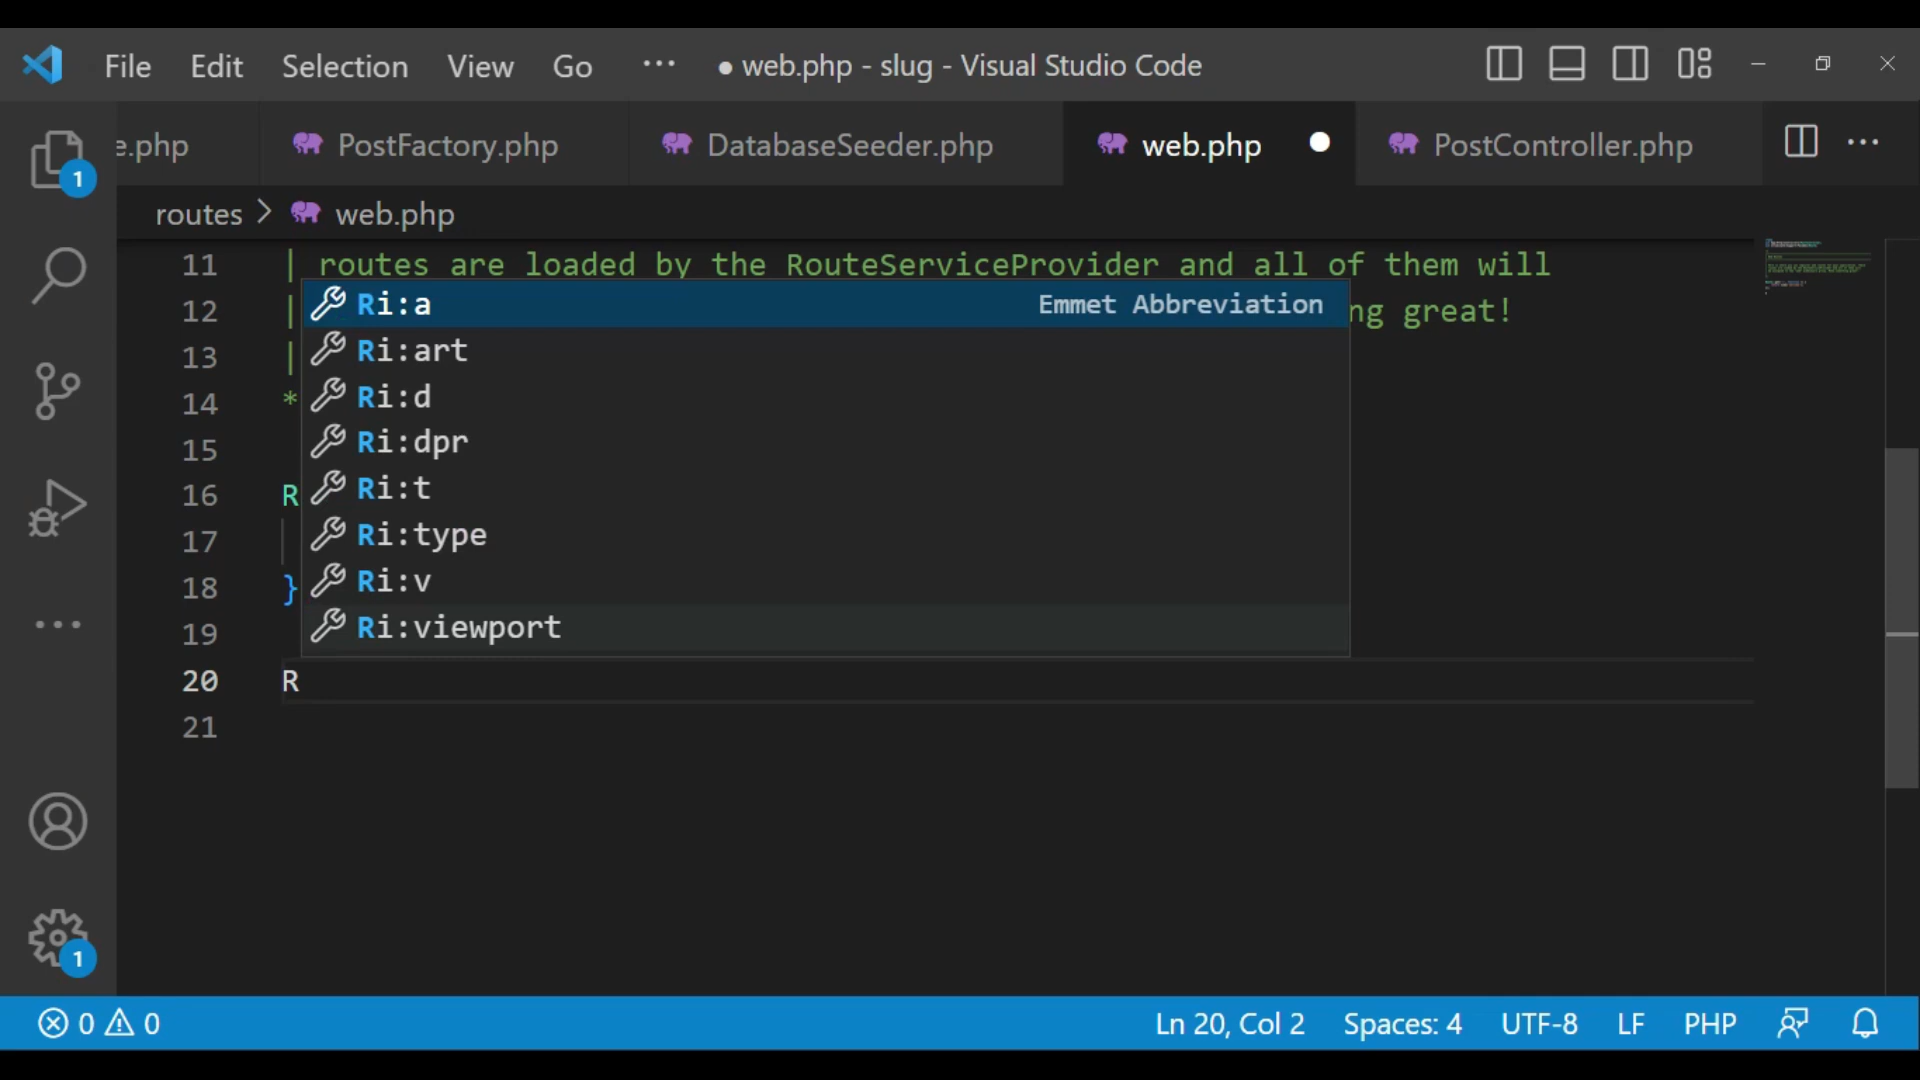 File Edit Selection View Go ··· ● web.php - slug - Visual Studio Code
e.php PostFactory.php DatabaseSeeder.php web.php ● PostController.php ···
1
routes > web.php
11 | routes are loaded by the RouteServiceProvider and all of them will
12 | ng great!
13 |
14 *
15
16 R
17
18 }
19
20 R
21
Ri:a Emmet Abbreviation
Ri:art
Ri:d
Ri:dpr
Ri:t
Ri:type
Ri:v
Ri:viewport
1
0 0 Ln 20, Col 2 Spaces: 4 UTF-8 LF PHP